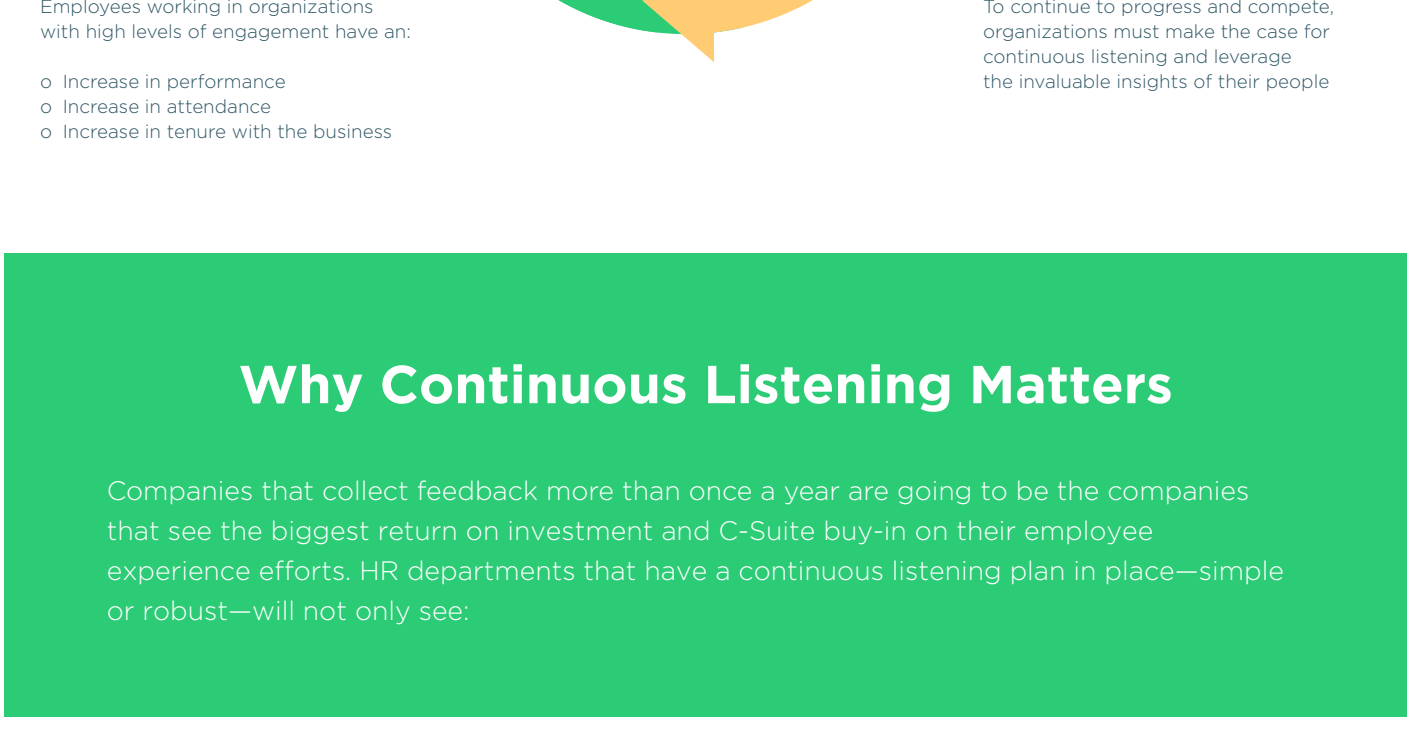 Employees working in organizations
with high levels of engagement have an:
o Increase in performance
o Increase in attendance
o Increase in tenure with the business
To continue to progress and compete,
organizations must make the case for
continuous listening and leverage
the invaluable insights of their people
Why Continuous Listening Matters
Companies that collect feedback more than once a year are going to be the companies
that see the biggest return on investment and C-Suite buy-in on their employee
experience efforts. HR departments that have a continuous listening plan in place—simple
or robust—will not only see: